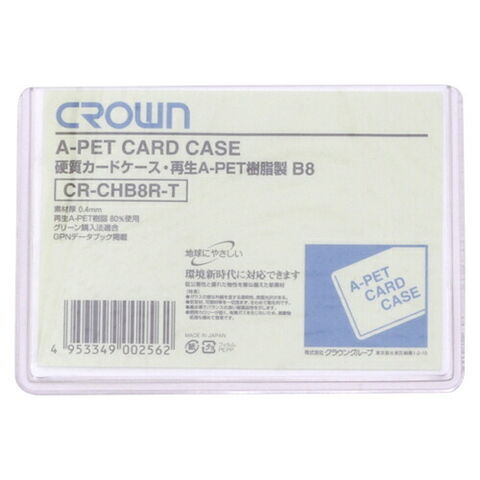 CROWN
A-PET CARD CASE
硬質カードケース・再生A-PET樹脂製 B8
CR-CHB8R-T
素材厚 0.4mm
再生A-PET樹脂 80%使用
グリーン購入法適合
GPNデータブック掲載
地球にやさしい
環境新時代に対応できます
A-PET
CARD
CASE
MADE IN JAPAN
4 953349 002562
紙
プラ
PE,PP
株式会社 クラウングループ